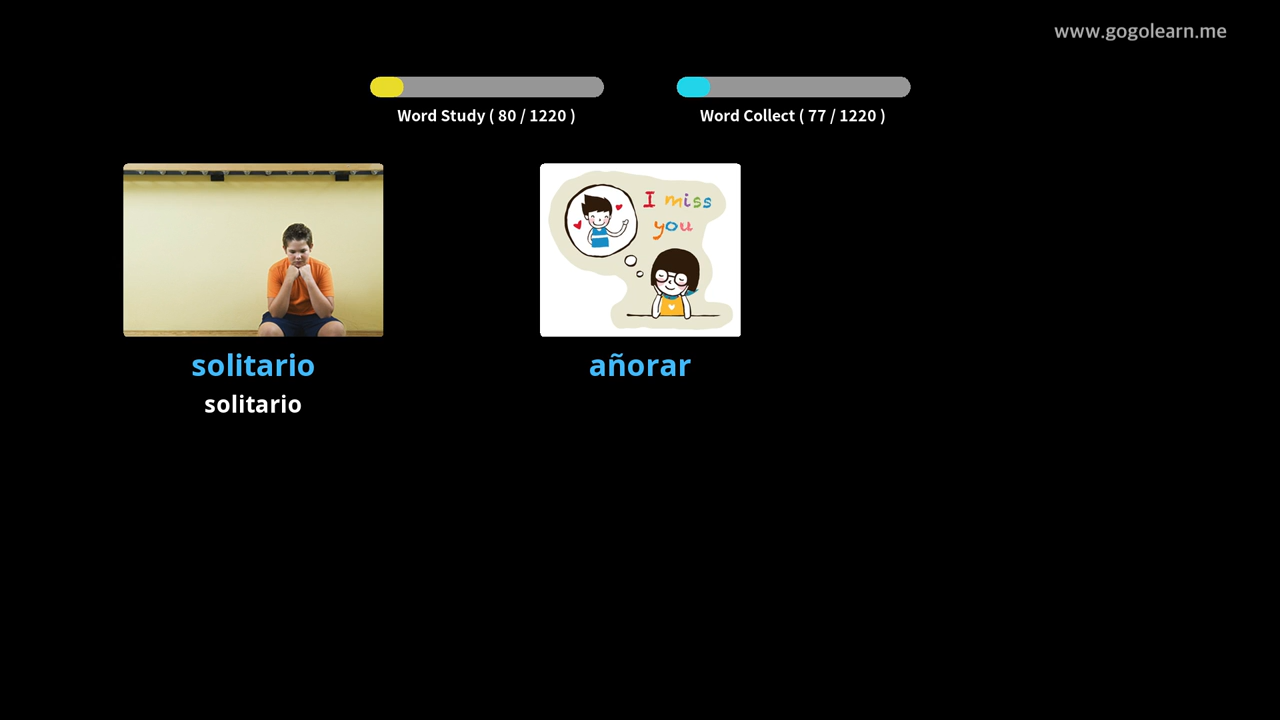 www.gogolearn.me
Word Study ( 80 / 1220 )
Word Collect ( 77 / 1220 )
I miss
you
solitario
añorar
solitario